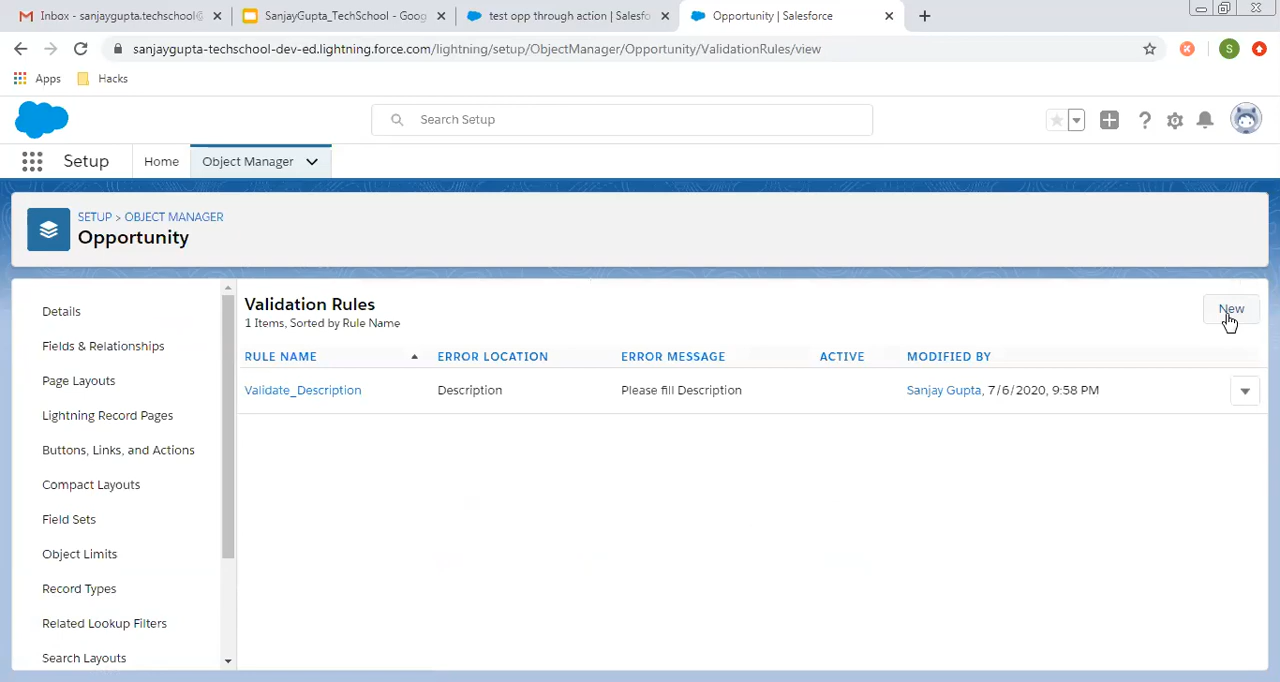 Inbox - sanjaygupta.techschool@
SanjayGupta_TechSchool - Goog
test opp through action | Salesfo
Opportunity | Salesforce
sanjaygupta-techschool-dev-ed.lightning.force.com/lightning/setup/ObjectManager/Opportunity/ValidationRules/view
S
Apps
Hacks
Search Setup
Setup
Home
Object Manager
SETUP > OBJECT MANAGER
Opportunity
Details
Fields & Relationships
Page Layouts
Lightning Record Pages
Buttons, Links, and Actions
Compact Layouts
Field Sets
Object Limits
Record Types
Related Lookup Filters
Search Layouts
Validation Rules
1 Items, Sorted by Rule Name
New
RULE NAME
ERROR LOCATION
ERROR MESSAGE
ACTIVE
MODIFIED BY
Validate_Description
Description
Please fill Description
Sanjay Gupta, 7/6/2020, 9:58 PM